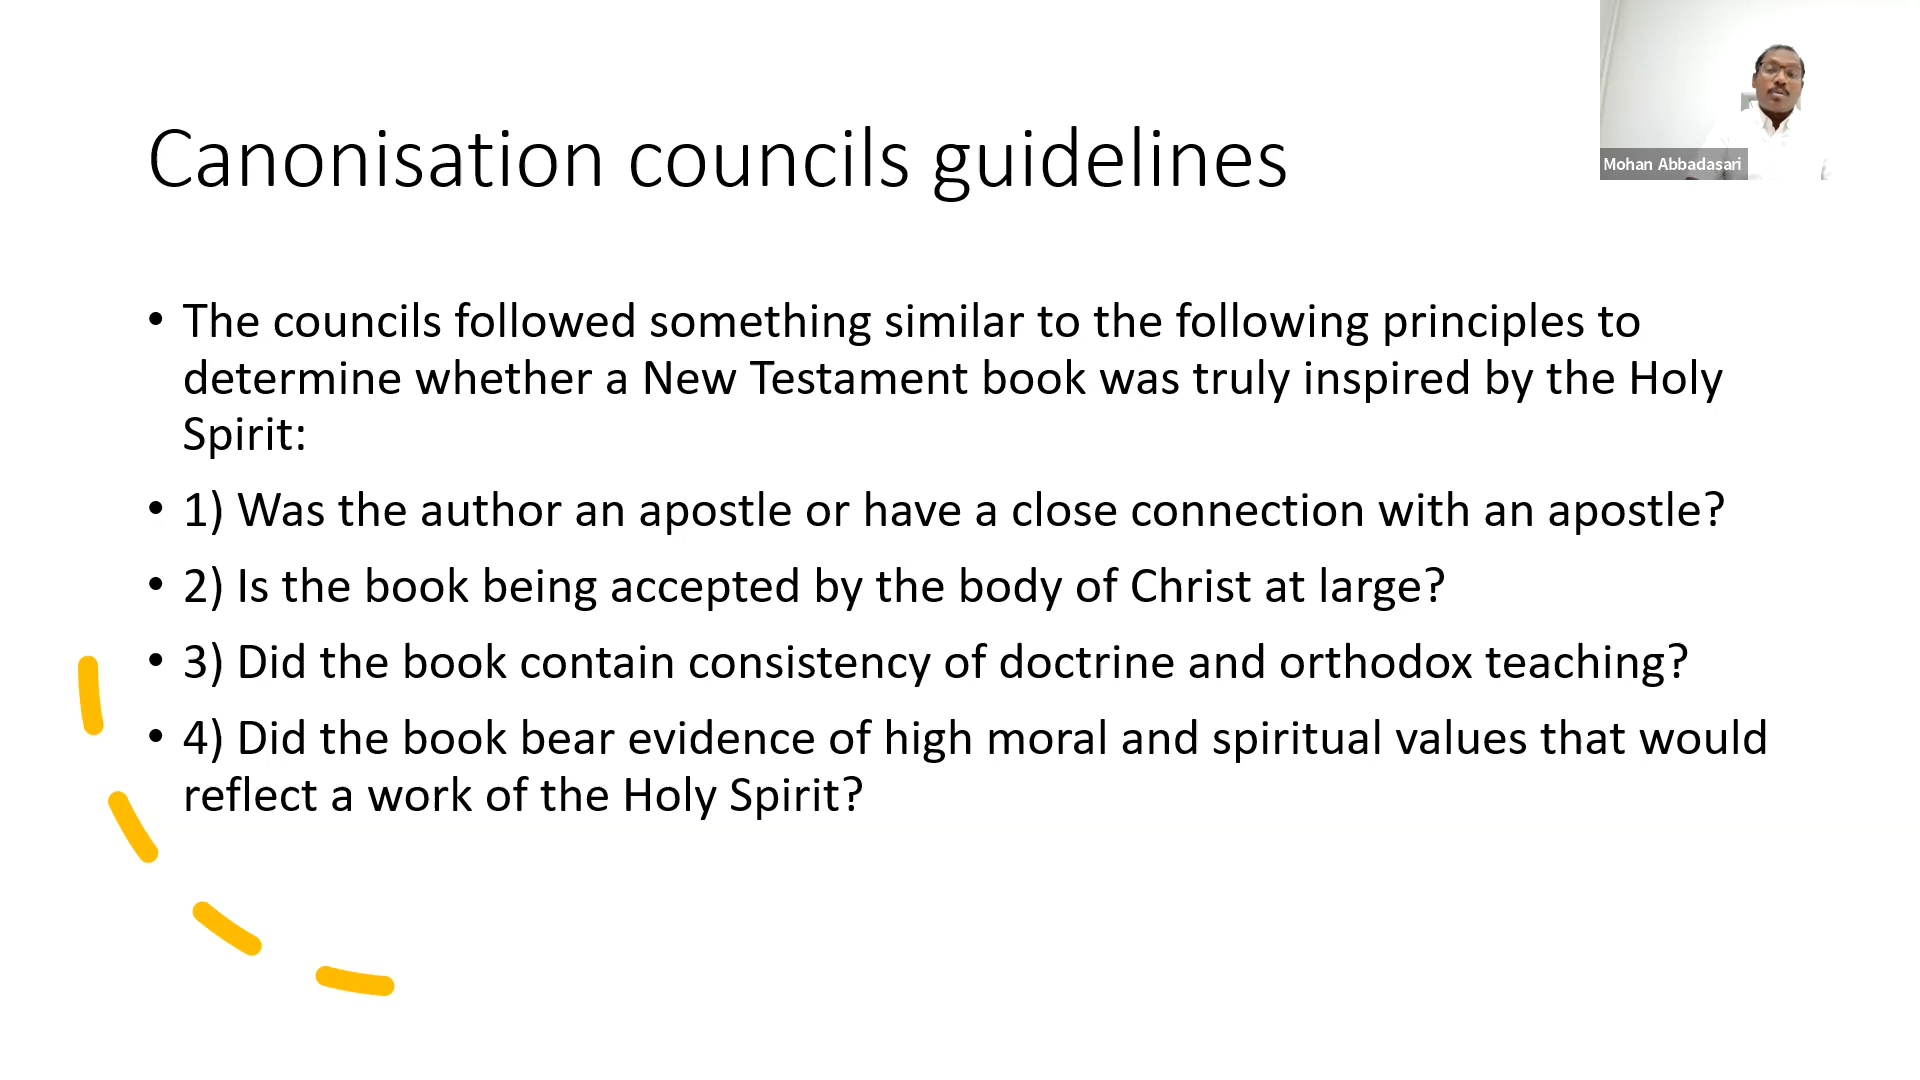 Canonisation councils guidelines
Mohan Abbadasari
• The councils followed something similar to the following principles to
determine whether a New Testament book was truly inspired by the Holy
Spirit:
• 1) Was the author an apostle or have a close connection with an apostle?
• 2) Is the book being accepted by the body of Christ at large?
• 3) Did the book contain consistency of doctrine and orthodox teaching?
• 4) Did the book bear evidence of high moral and spiritual values that would
reflect a work of the Holy Spirit?